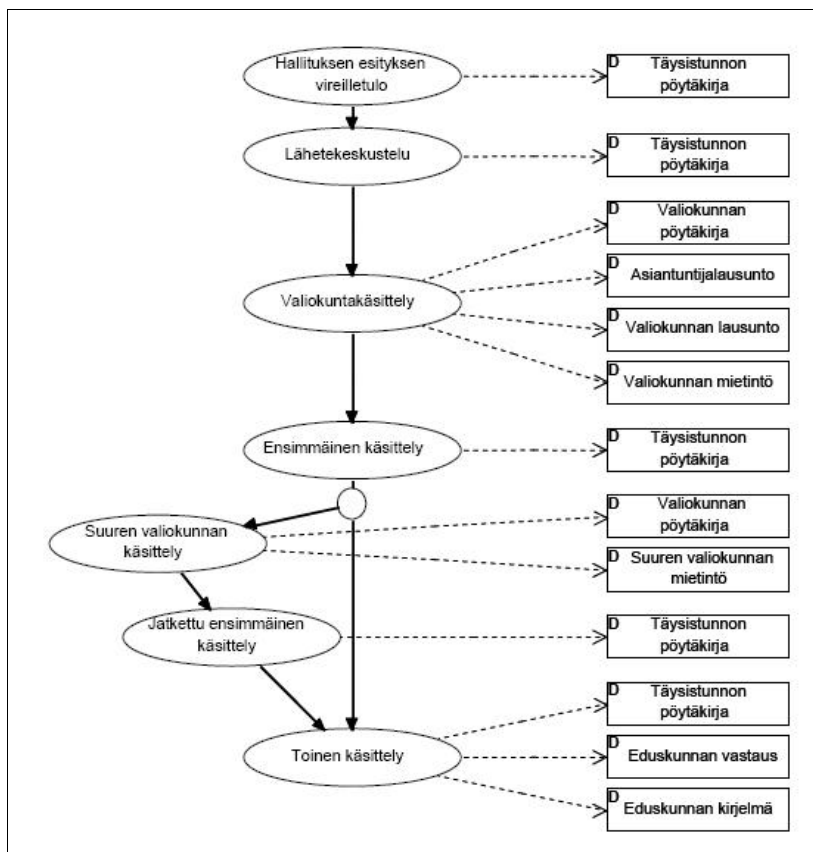 Hallituksen esityksen
vireilletulo
D Täysistunnon
pöytäkirja
Lähetekeskustelu
D Täysistunnon
pöytäkirja
D Valiokunnan
pöytäkirja
D Asiantuntijalausunto
Valiokuntakäsittely
D Valiokunnan lausunto
D Valiokunnan mietintö
Ensimmäinen käsittely
D Täysistunnon
pöytäkirja
D Valiokunnan
pöytäkirja
Suuren valiokunnan
käsittely
D Suuren valiokunnan
mietintö
Jatkettu ensimmäinen
käsittely
D Täysistunnon
pöytäkirja
D Täysistunnon
pöytäkirja
Toinen käsittely
D Eduskunnan vastaus
D Eduskunnan kirjelmä